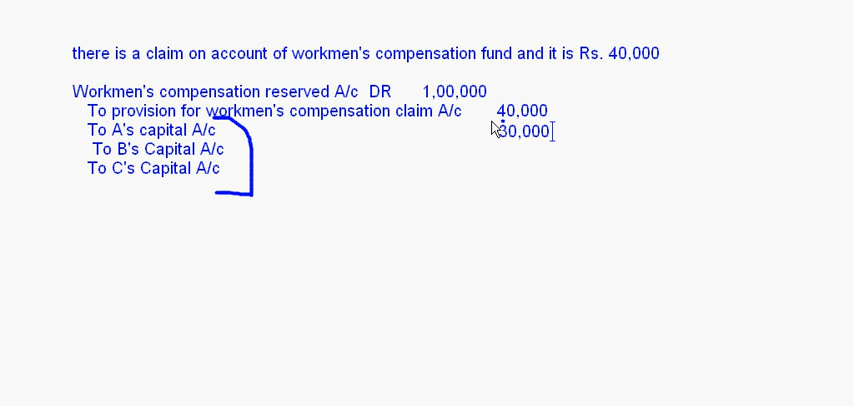 there is a claim on account of workmen's compensation fund and it is Rs. 40,000
Workmen's compensation reserved A/c DR 1,00,000
To provision for workmen's compensation claim A/c 40,000
To A's capital A/c 30,000
To B's Capital A/c
To C's Capital A/c